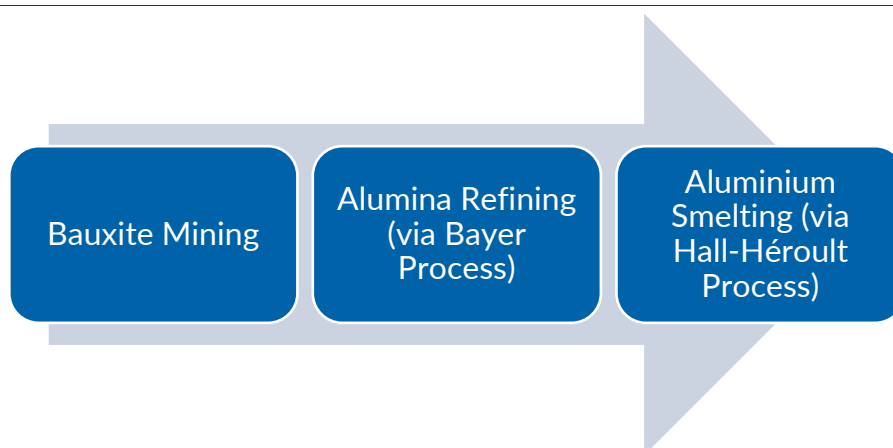 Bauxite Mining
Alumina Refining
(via Bayer
Process)
Aluminium
Smelting (via
Hall-Héroult
Process)